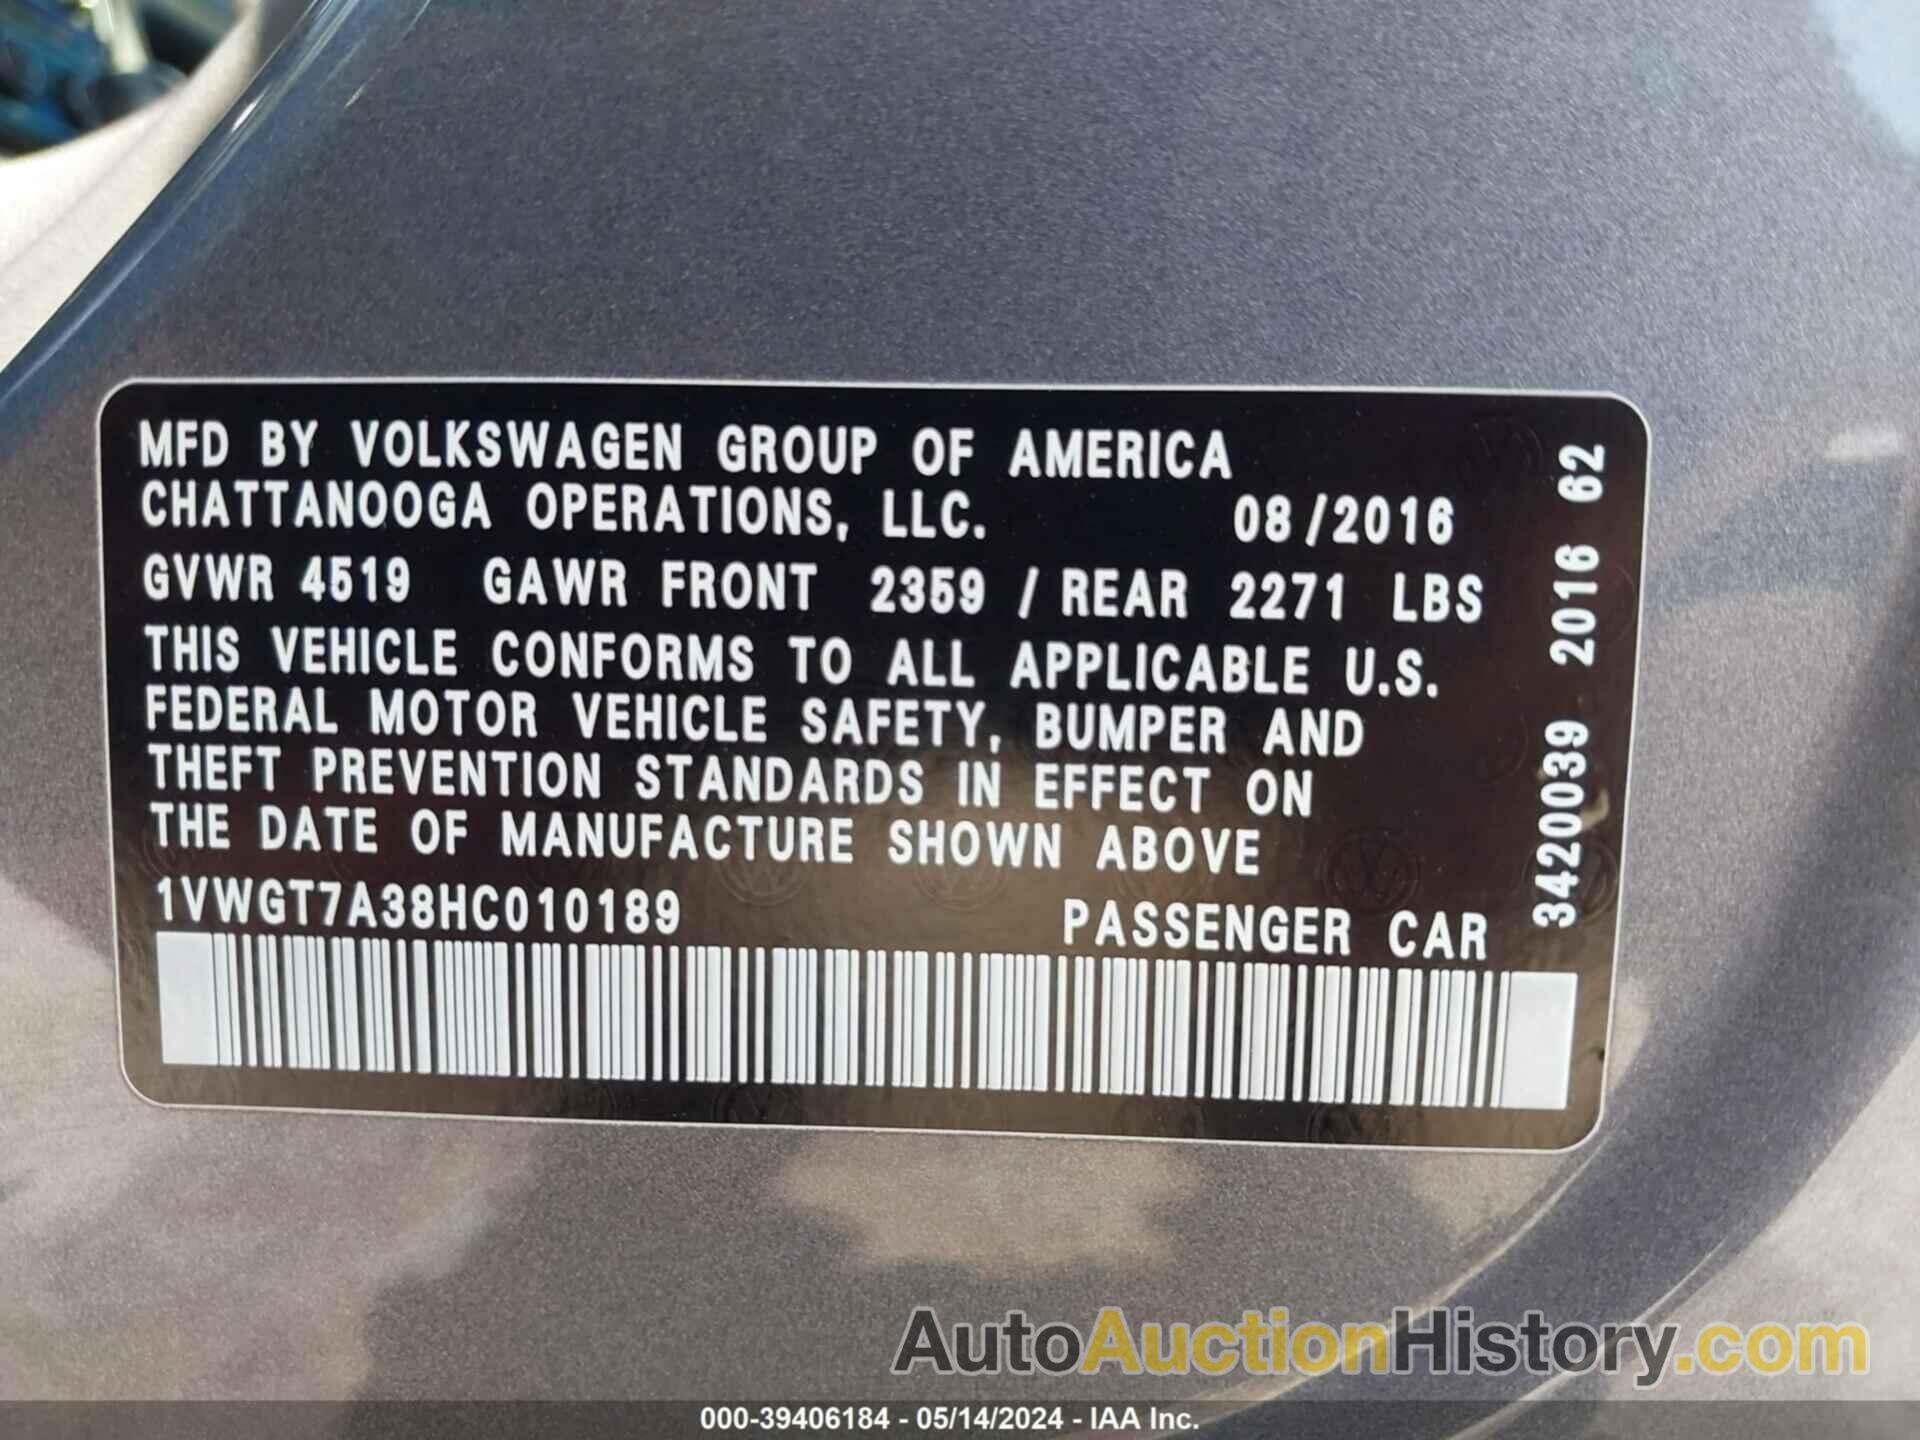 MFD BY VOLKSWAGEN GROUP OF AMERICA
CHATTANOOGA OPERATIONS, LLC. 08/2016
GVWR 4519 GAWR FRONT 2359 / REAR 2271 LBS
THIS VEHICLE CONFORMS TO ALL APPLICABLE U.S.
FEDERAL MOTOR VEHICLE SAFETY, BUMPER AND
THEFT PREVENTION STANDARDS IN EFFECT ON
THE DATE OF MANUFACTURE SHOWN ABOVE
1VWGT7A38HC010189 PASSENGER CAR
34200039 2016 62
AutoAuctionHistory.com
000-39406184 - 05/14/2024 - IAA Inc.